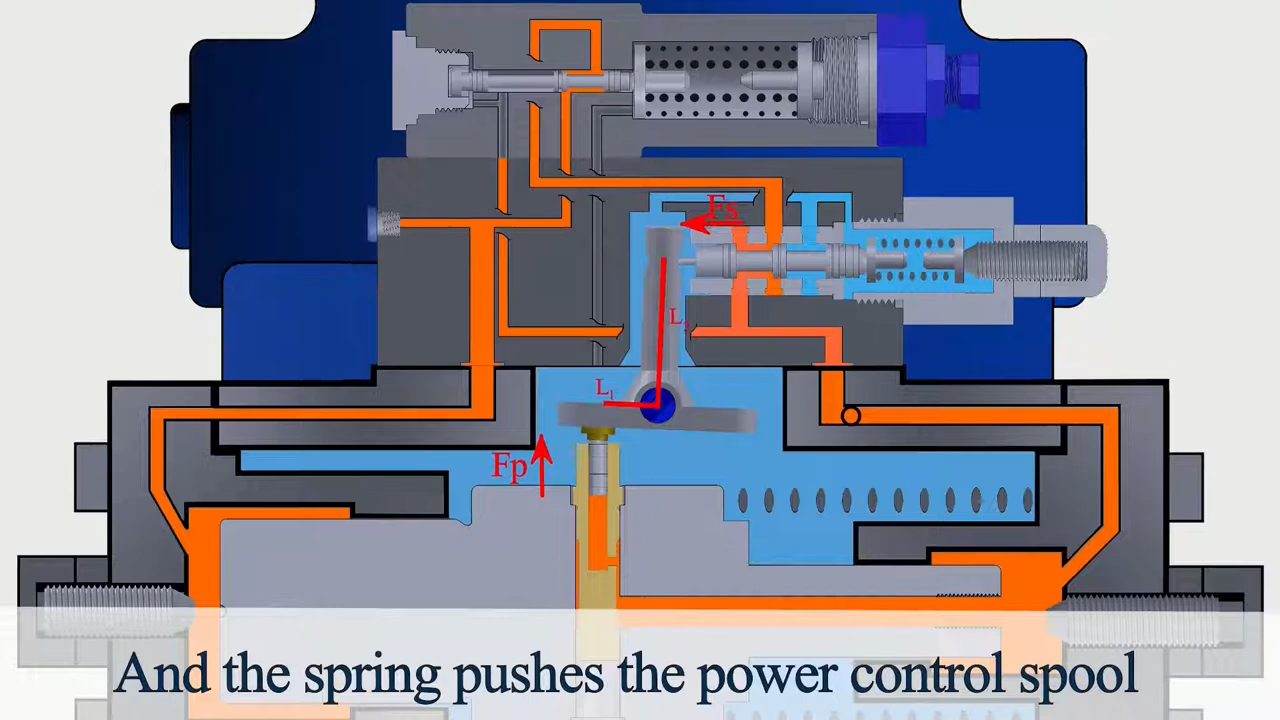 Fs
L₂
L₁
Fp
And the spring pushes the power control spool